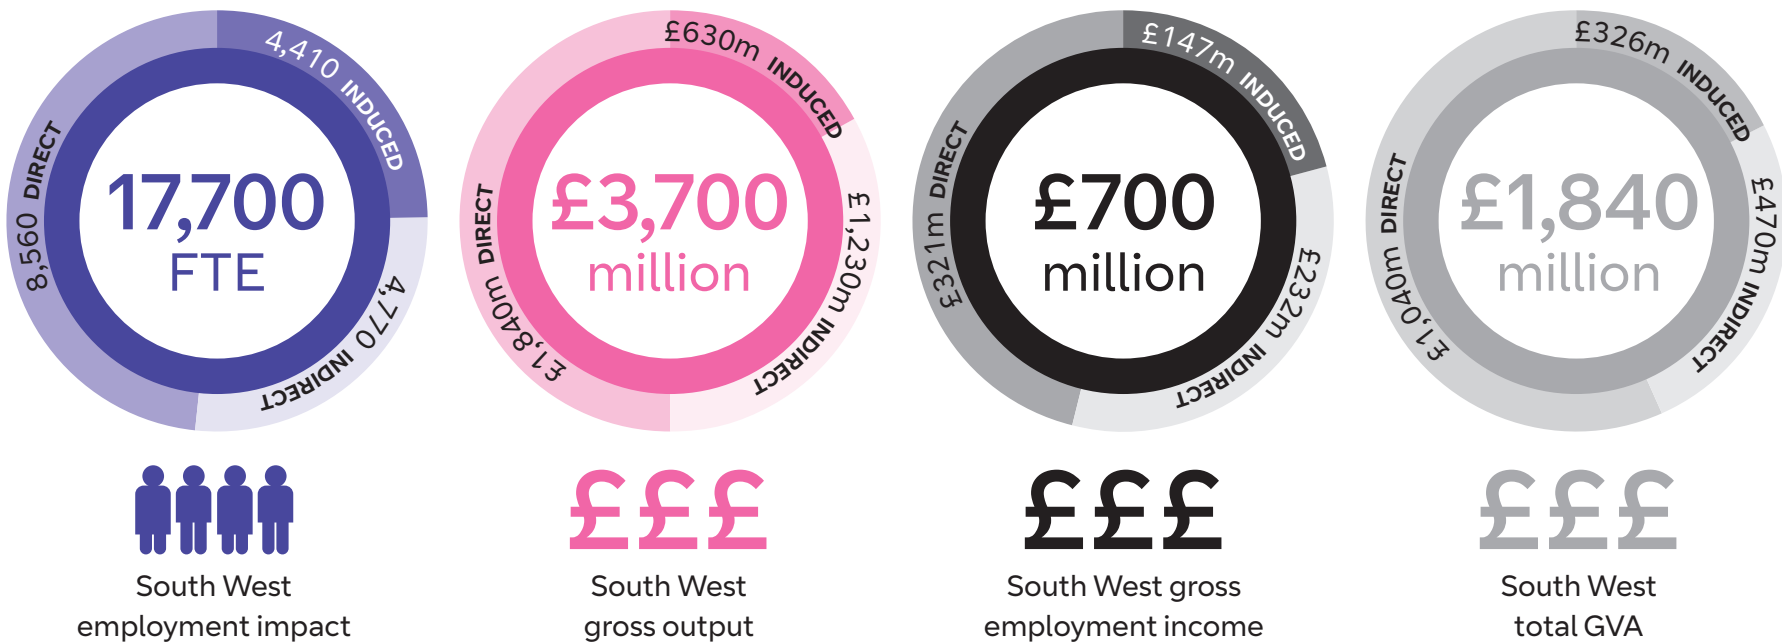 4,410 INDUCED
8,560 DIRECT
4,770 INDIRECT
17,700
FTE
South West
employment impact
£630m INDUCED
£1,840m DIRECT
£1,230m INDIRECT
£3,700
million
£££
South West
gross output
£147m INDUCED
£321m DIRECT
£232m INDIRECT
£700
million
£££
South West gross
employment income
£326m INDUCED
£1,040m DIRECT
£470m INDIRECT
£1,840
million
£££
South West
total GVA